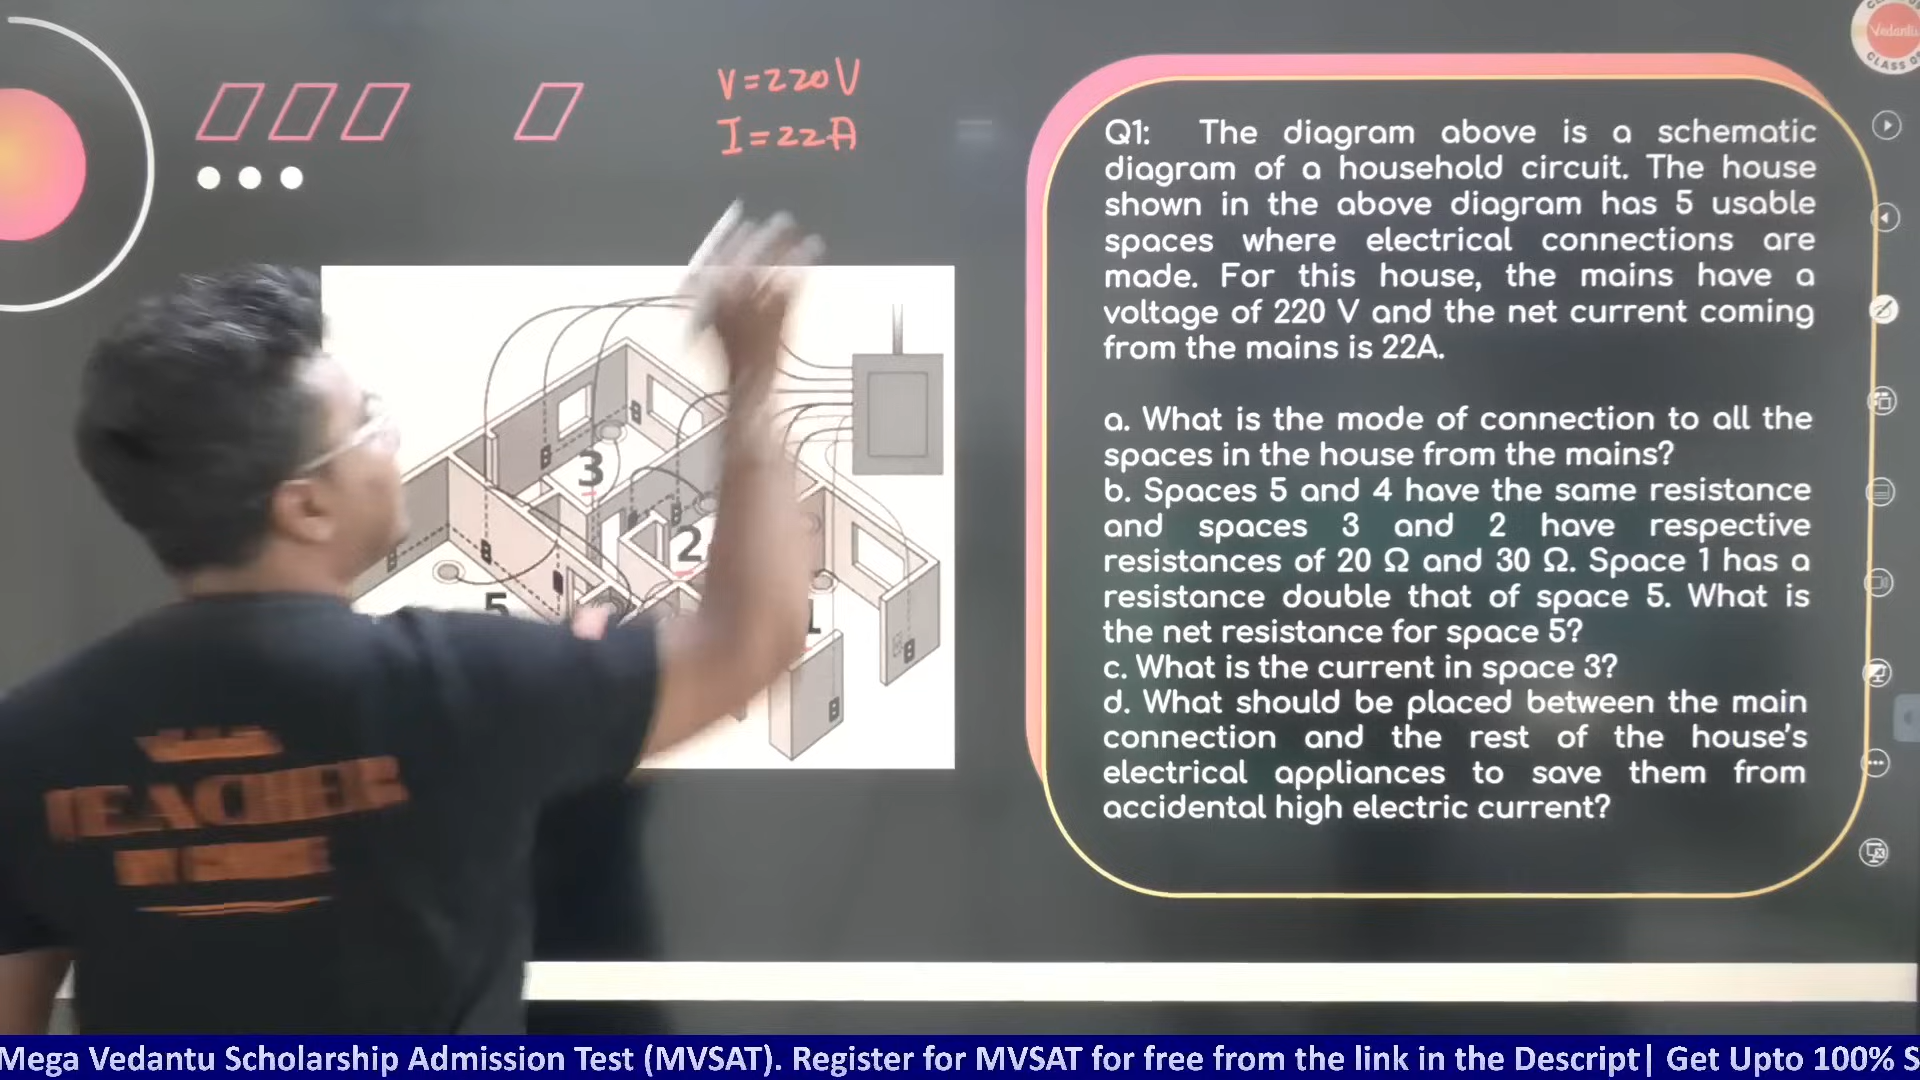 V=220V
I=22A
CLASS
Vedantu
CLASS
Q1: The diagram above is a schematic
diagram of a household circuit. The house
shown in the above diagram has 5 usable
spaces where electrical connections are
made. For this house, the mains have a
voltage of 220 V and the net current coming
from the mains is 22A.
a. What is the mode of connection to all the
spaces in the house from the mains?
b. Spaces 5 and 4 have the same resistance
and spaces 3 and 2 have respective
resistances of 20 Ω and 30 Ω. Space 1 has a
resistance double that of space 5. What is
the net resistance for space 5?
c. What is the current in space 3?
d. What should be placed between the main
connection and the rest of the house's
electrical appliances to save them from
accidental high electric current?
3
2
5
1
TEACHER
Mega Vedantu Scholarship Admission Test (MVSAT). Register for MVSAT for free from the link in the Descript| Get Upto 100% S